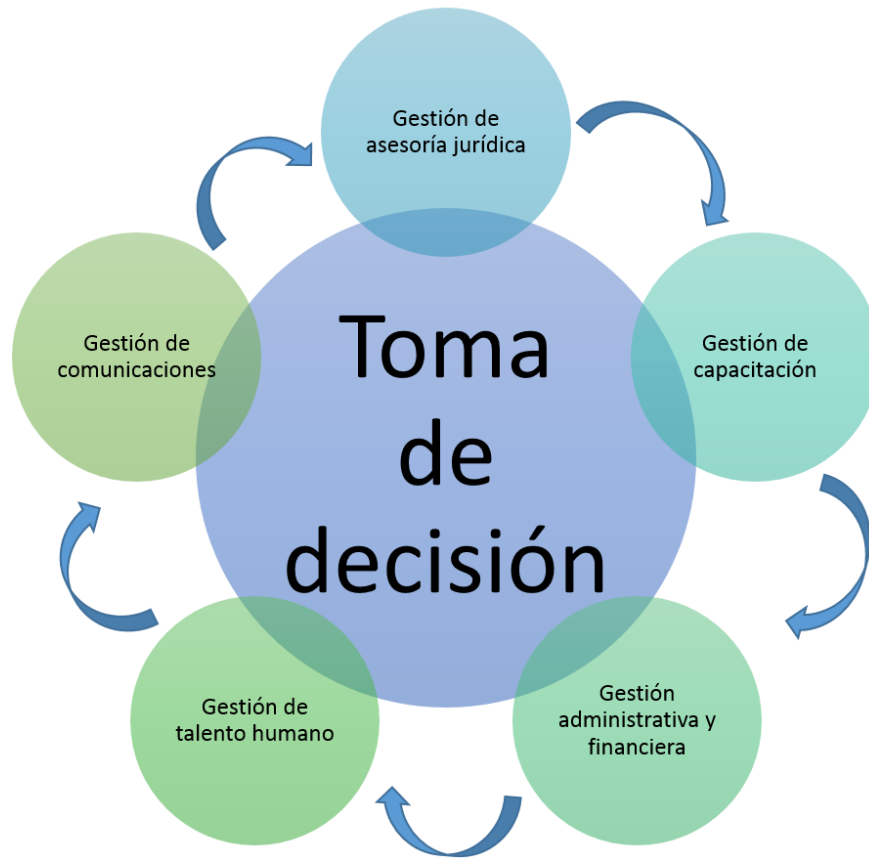 Gestión de
asesoría jurídica
Gestión de
comunicaciones
Toma
de
decisión
Gestión de
capacitación
Gestión de
talento humano
Gestión
administrativa y
financiera